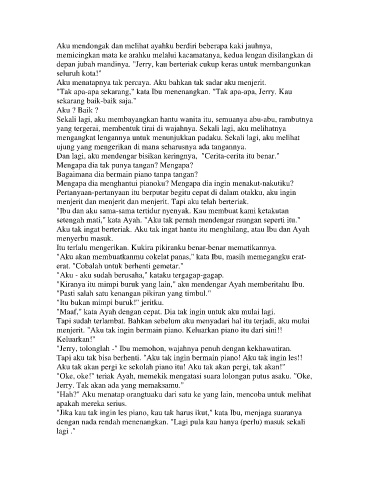 Aku mendongak dan melihat ayahku berdiri beberapa kaki jauhnya,
memicingkan mata ke arahku melalui kacamatanya, kedua lengan disilangkan di
depan jubah mandinya. "Jerry, kau berteriak cukup keras untuk membangunkan
seluruh kota!"
Aku menatapnya tak percaya. Aku bahkan tak sadar aku menjerit.
"Tak apa-apa sekarang," kata Ibu menenangkan. "Tak apa-apa, Jerry. Kau
sekarang baik-baik saja."
Aku ? Baik ?
Sekali lagi, aku membayangkan hantu wanita itu, semuanya abu-abu, rambutnya
yang tergerai, membentuk tirai di wajahnya. Sekali lagi, aku melihatnya
mengangkat lengannya untuk menunjukkan padaku. Sekali lagi, aku melihat
ujung yang mengerikan di mana seharusnya ada tangannya.
Dan lagi, aku mendengar bisikan keringnya, "Cerita-cerita itu benar."
Mengapa dia tak punya tangan? Mengapa?
Bagaimana dia bermain piano tanpa tangan?
Mengapa dia menghantui pianoku? Mengapa dia ingin menakut-nakutiku?
Pertanyaan-pertanyaan itu berputar begitu cepat di dalam otakku, aku ingin
menjerit dan menjerit dan menjerit. Tapi aku telah berteriak.
"Ibu dan aku sama-sama tertidur nyenyak. Kau membuat kami ketakutan
setengah mati," kata Ayah. "Aku tak pernah mendengar raungan seperti itu."
Aku tak ingat berteriak. Aku tak ingat hantu itu menghilang, atau Ibu dan Ayah
menyerbu masuk.
Itu terlalu mengerikan. Kukira pikiranku benar-benar mematikannya.
"Aku akan membuatkanmu cokelat panas," kata Ibu, masih memegangku erat-
erat. "Cobalah untuk berhenti gemetar."
"Aku - aku sudah berusaha," kataku tergagap-gagap.
"Kiranya itu mimpi buruk yang lain," aku mendengar Ayah memberitahu Ibu.
"Pasti salah satu kenangan pikiran yang timbul."
"Itu bukan mimpi buruk!" jeritku.
"Maaf," kata Ayah dengan cepat. Dia tak ingin untuk aku mulai lagi.
Tapi sudah terlambat. Bahkan sebelum aku menyadari hal itu terjadi, aku mulai
menjerit. "Aku tak ingin bermain piano. Keluarkan piano itu dari sini!!
Keluarkan!"
"Jerry, tolonglah -" Ibu memohon, wajahnya penuh dengan kekhawatiran.
Tapi aku tak bisa berhenti. "Aku tak ingin bermain piano! Aku tak ingin les!!
Aku tak akan pergi ke sekolah piano itu! Aku tak akan pergi, tak akan!"
"Oke, oke!" teriak Ayah, memekik mengatasi suara lolongan putus asaku. "Oke,
Jerry. Tak akan ada yang memaksamu."
"Hah?" Aku menatap orangtuaku dari satu ke yang lain, mencoba untuk melihat
apakah mereka serius.
"Jika kau tak ingin les piano, kau tak harus ikut," kata Ibu, menjaga suaranya
dengan nada rendah menenangkan. "Lagi pula kau hanya (perlu) masuk sekali
lagi ."